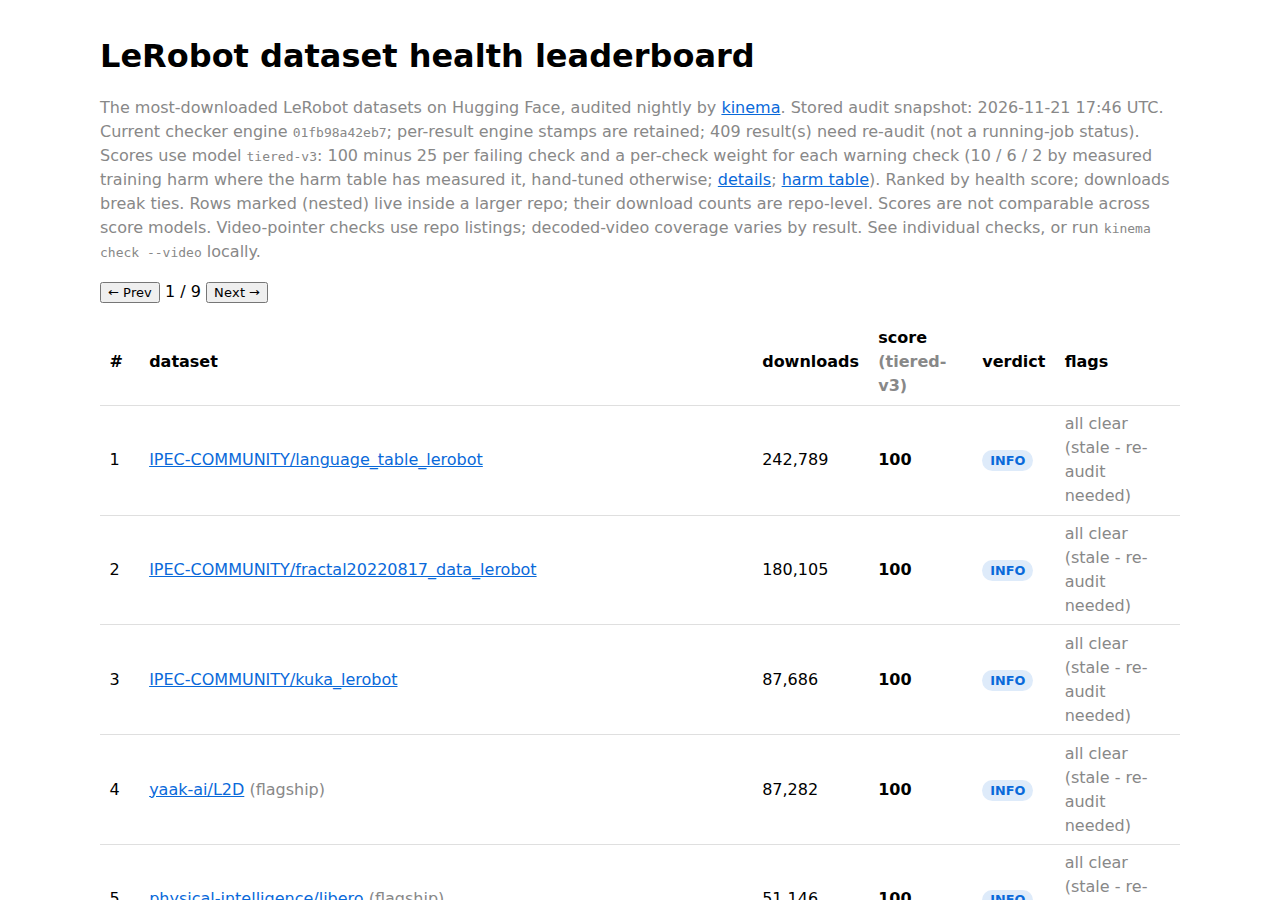 LeRobot dataset health leaderboard
The most-downloaded LeRobot datasets on Hugging Face, audited nightly by kinema. Stored audit snapshot: 2026-11-21 17:46 UTC.
Current checker engine 01fb98a42eb7; per-result engine stamps are retained; 409 result(s) need re-audit (not a running-job status).
Scores use model tiered-v3: 100 minus 25 per failing check and a per-check weight for each warning check (10 / 6 / 2 by measured
training harm where the harm table has measured it, hand-tuned otherwise; details; harm table). Ranked by health score; downloads
break ties. Rows marked (nested) live inside a larger repo; their download counts are repo-level. Scores are not comparable across
score models. Video-pointer checks use repo listings; decoded-video coverage varies by result. See individual checks, or run kinema
check --video locally.
← Prev 1 / 9 Next →
# dataset downloads score (tiered-v3) verdict flags
1 IPEC-COMMUNITY/language_table_lerobot 242,789 100 INFO all clear (stale - re-audit needed)
2 IPEC-COMMUNITY/fractal20220817_data_lerobot 180,105 100 INFO all clear (stale - re-audit needed)
3 IPEC-COMMUNITY/kuka_lerobot 87,686 100 INFO all clear (stale - re-audit needed)
4 yaak-ai/L2D (flagship) 87,282 100 INFO all clear (stale - re-audit needed)
5 physical-intelligence/libero (flagship) 51,146 100 INFO all clear (stale - re-